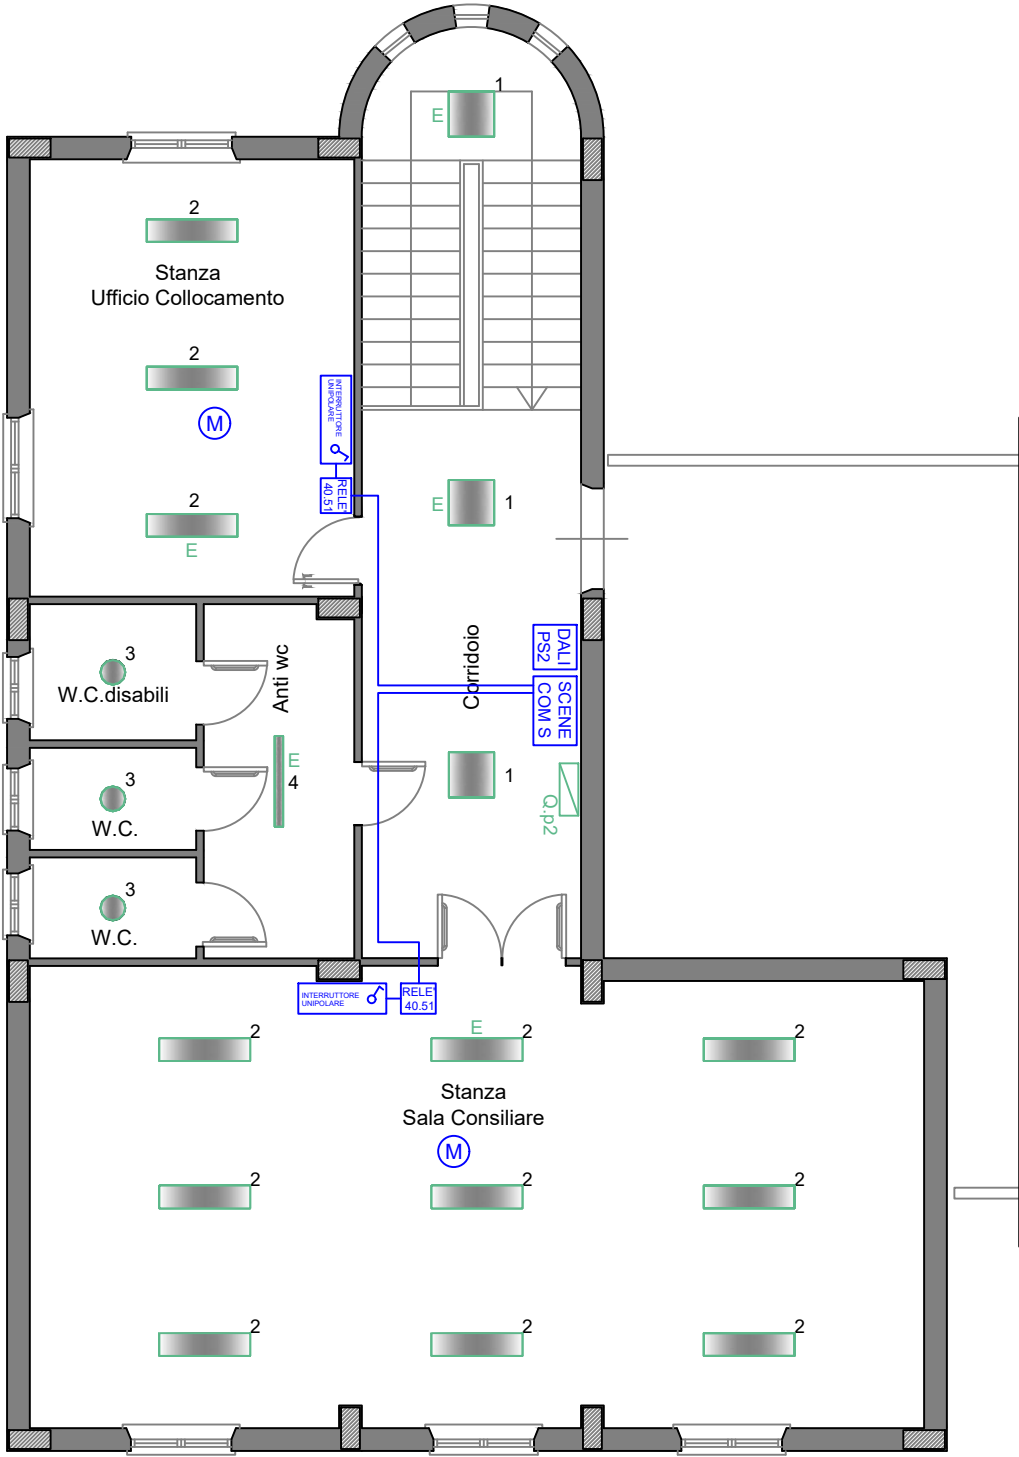 1
E
2
Stanza
Ufficio Collocamento
2
M
INTERRUTTORE
UNIPOLARE
RELE'
40.51
2
E
E
1
3
W.C.disabili
Anti wc
Corridoio
DALI
PS2
SCENE
COM S
E
4
3
W.C.
1
Q.p2
3
W.C.
INTERRUTTORE
UNIPOLARE
RELE'
40.51
2
E
2
2
Stanza
Sala Consiliare
M
2
2
2
2
2
2